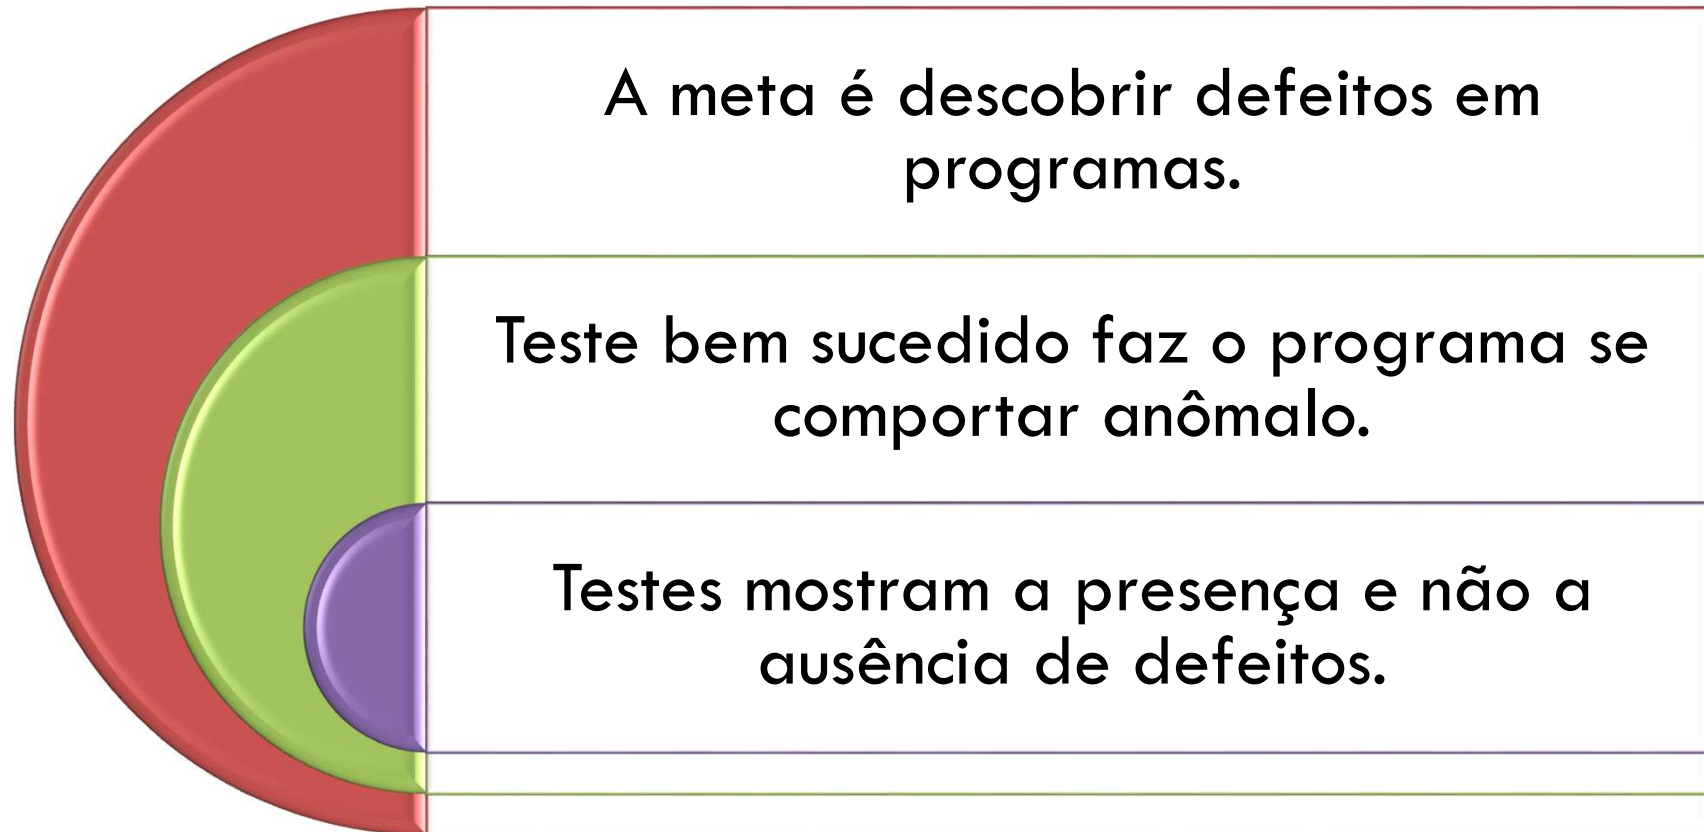 A meta é descobrir defeitos em
programas.
Teste bem sucedido faz o programa se
comportar anômalo.
Testes mostram a presença e não a
ausência de defeitos.